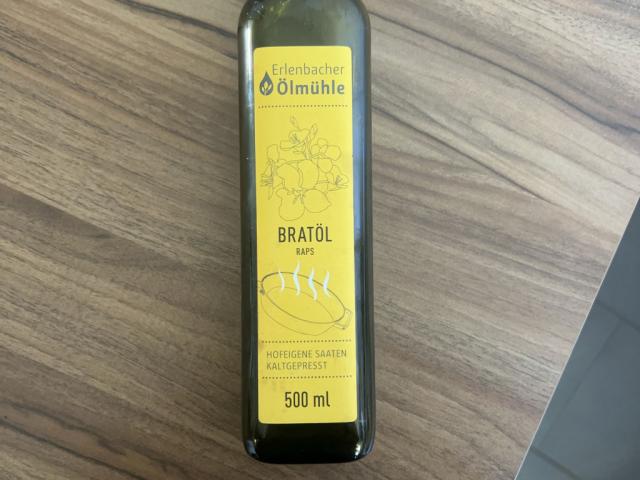 Erlenbacher
Ölmühle
BRATÖL
RAPS
HOFEIGENE SAATEN
KALTGEPRESST
500 ml